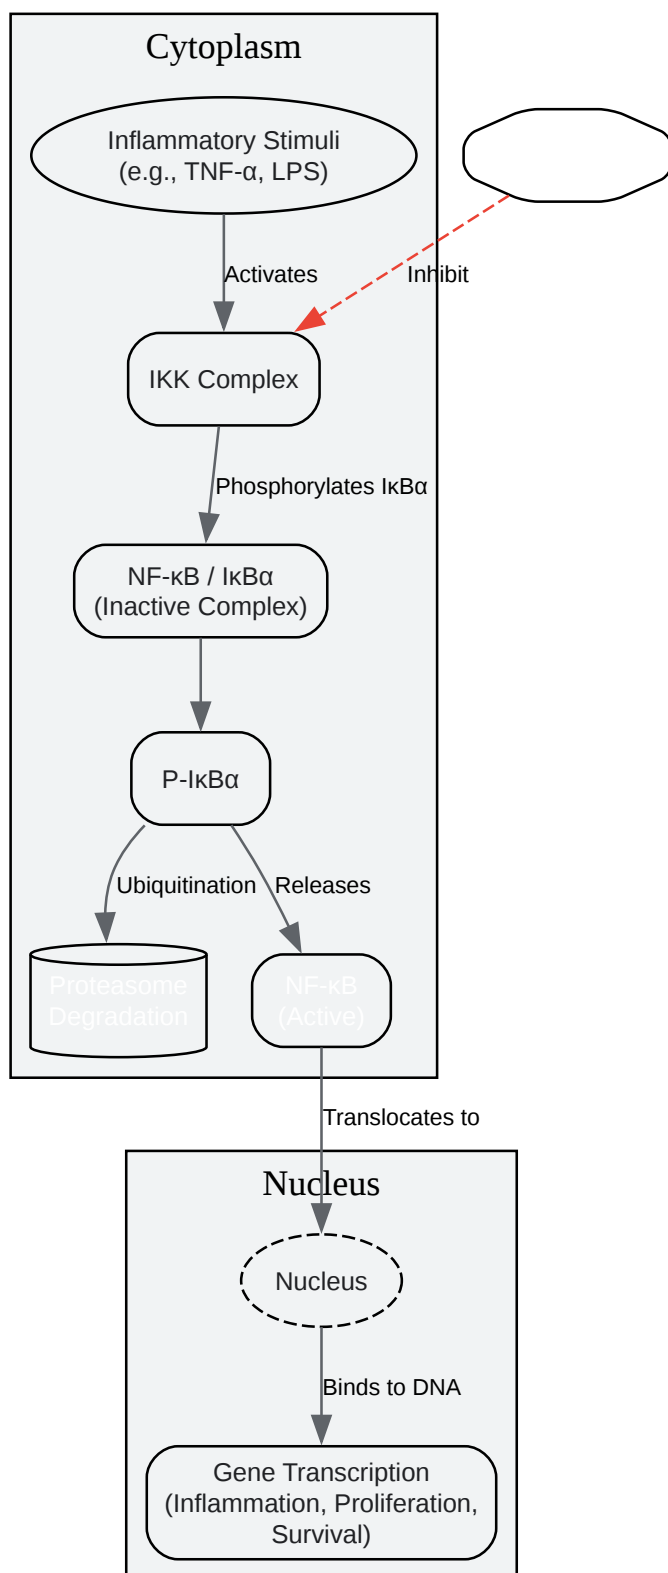 Cytoplasm
Inflammatory Stimuli
(e.g., TNF-α, LPS)
Activates
Inhibit
IKK Complex
Phosphorylates IκBα
NF-κB / IκBα
(Inactive Complex)
P-IκBα
Ubiquitination
Releases
Proteasome
Degradation
NF-κB
(Active)
Translocates to
Nucleus
Nucleus
Binds to DNA
Gene Transcription
(Inflammation, Proliferation,
Survival)